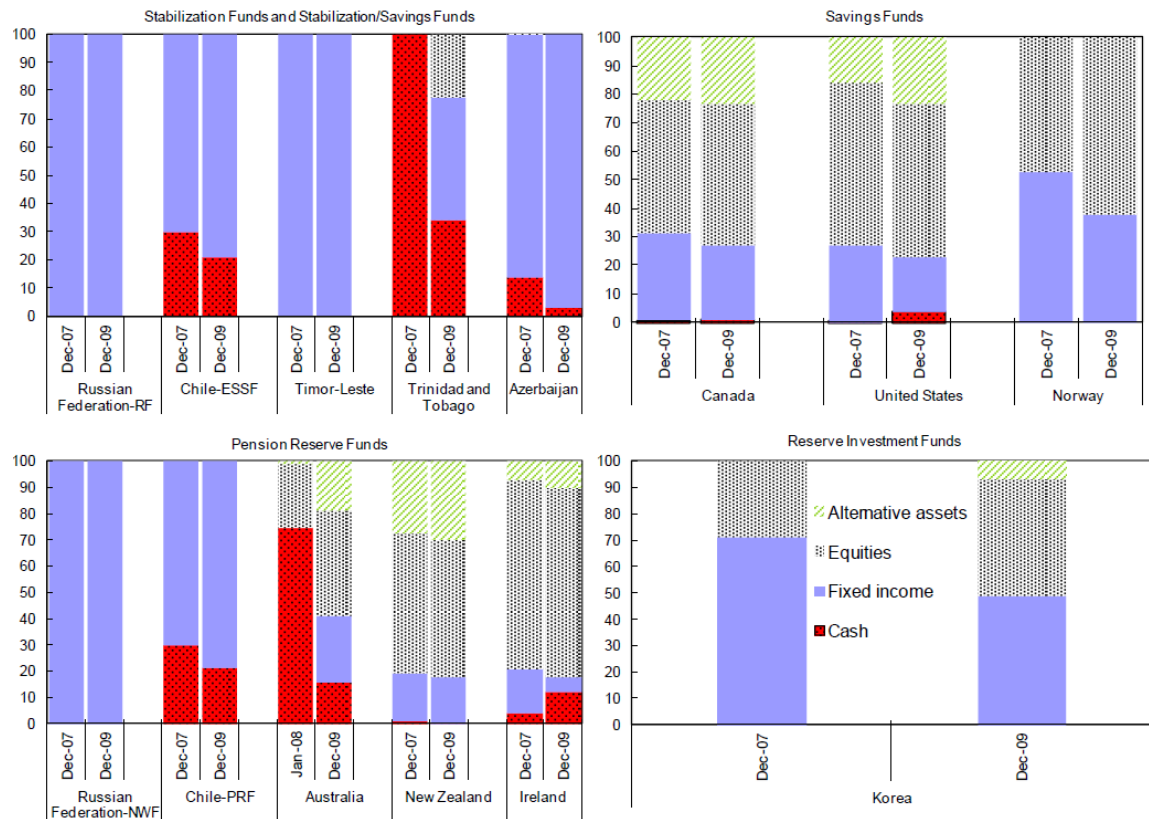 Stabilization Funds and Stabilization/Savings Funds
100
90
80
70
60
50
40
30
20
10
0
Dec-07
Dec-09
Dec-07
Dec-09
Dec-07
Dec-09
Dec-07
Dec-09
Dec-07
Dec-09
Russian Federation-RF
Chile-ESSF
Timor-Leste
Trinidad and Tobago
Azerbaijan
Savings Funds
100
90
80
70
60
50
40
30
20
10
0
Dec-07
Dec-09
Dec-07
Dec-09
Dec-07
Dec-09
Canada
United States
Norway
Pension Reserve Funds
100
90
80
70
60
50
40
30
20
10
0
Dec-07
Dec-09
Dec-07
Dec-09
Jan-08
Dec-09
Dec-07
Dec-09
Dec-07
Dec-09
Russian Federation-NWF
Chile-PRF
Australia
New Zealand
Ireland
Reserve Investment Funds
100
90
80
70
60
50
40
30
20
10
0
Alternative assets
Equities
Fixed income
Cash
Dec-07
Dec-09
Korea